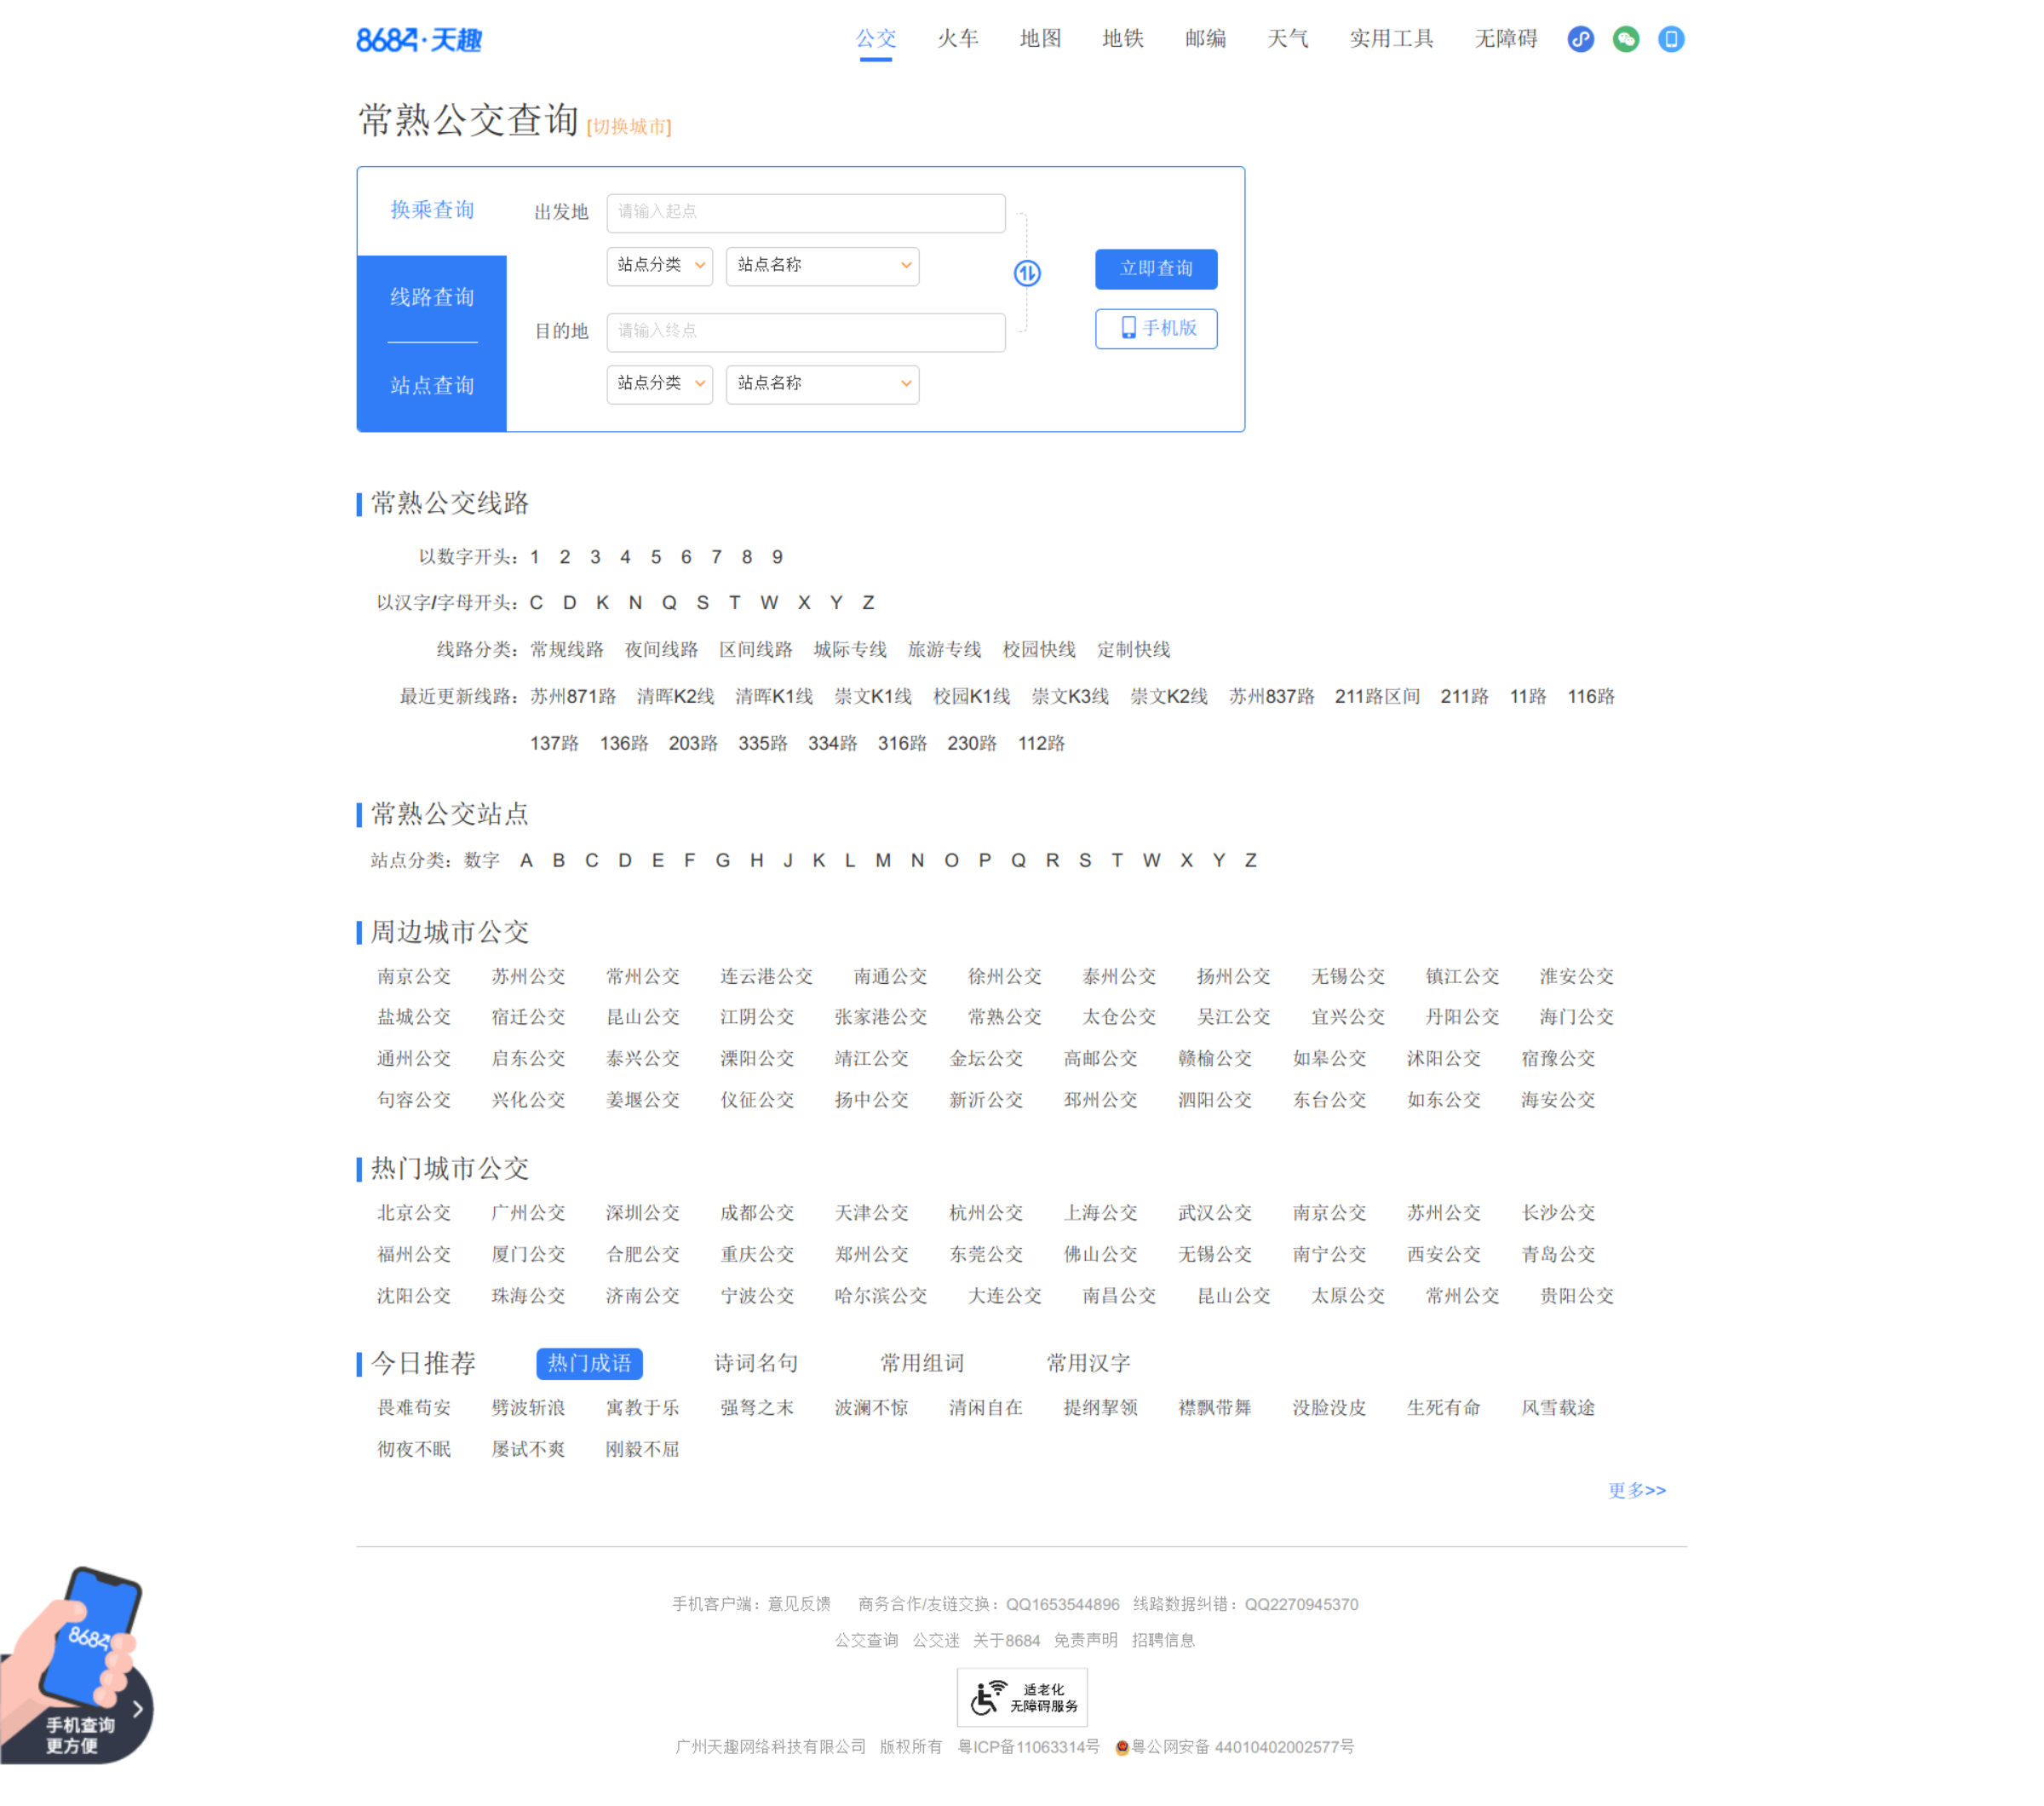 8684·天趣
公交 火车 地图 地铁 邮编 天气 实用工具 无障碍
常熟公交查询 [切换城市]
换乘查询
线路查询
站点查询
出发地 请输入起点
站点分类 站点名称
目的地 请输入终点
站点分类 站点名称
立即查询
手机版
常熟公交线路
以数字开头: 1 2 3 4 5 6 7 8 9
以汉字/字母开头: C D K N Q S T W X Y Z
线路分类: 常规线路 夜间线路 区间线路 城际专线 旅游专线 校园快线 定制快线
最近更新线路: 苏州871路 清晖K2线 清晖K1线 崇文K1线 校园K1线 崇文K3线 崇文K2线 苏州837路 211路区间 211路 11路 116路
137路 136路 203路 335路 334路 316路 230路 112路
常熟公交站点
站点分类: 数字 A B C D E F G H J K L M N O P Q R S T W X Y Z
周边城市公交
南京公交 苏州公交 常州公交 连云港公交 南通公交 徐州公交 泰州公交 扬州公交 无锡公交 镇江公交 淮安公交
盐城公交 宿迁公交 昆山公交 江阴公交 张家港公交 常熟公交 太仓公交 吴江公交 宜兴公交 丹阳公交 海门公交
通州公交 启东公交 泰兴公交 溧阳公交 靖江公交 金坛公交 高邮公交 赣榆公交 如皋公交 沭阳公交 宿豫公交
句容公交 兴化公交 姜堰公交 仪征公交 扬中公交 新沂公交 邳州公交 泗阳公交 东台公交 如东公交 海安公交
热门城市公交
北京公交 广州公交 深圳公交 成都公交 天津公交 杭州公交 上海公交 武汉公交 南京公交 苏州公交 长沙公交
福州公交 厦门公交 合肥公交 重庆公交 郑州公交 东莞公交 佛山公交 无锡公交 南宁公交 西安公交 青岛公交
沈阳公交 珠海公交 济南公交 宁波公交 哈尔滨公交 大连公交 南昌公交 昆山公交 太原公交 常州公交 贵阳公交
今日推荐 热门成语 诗词名句 常用组词 常用汉字
畏难苟安 劈波斩浪 寓教于乐 强弩之末 波澜不惊 清闲自在 提纲挈领 襟飘带舞 没脸没皮 生死有命 风雪载途
彻夜不眠 屡试不爽 刚毅不屈
更多>>
8684
手机查询
更方便
手机客户端: 意见反馈 商务合作/友链交换: QQ1653544896 线路数据纠错: QQ2270945370
公交查询 公交迷 关于8684 免责声明 招聘信息
适老化
无障碍服务
广州天趣网络科技有限公司 版权所有 粤ICP备11063314号 粤公网安备 44010402002577号